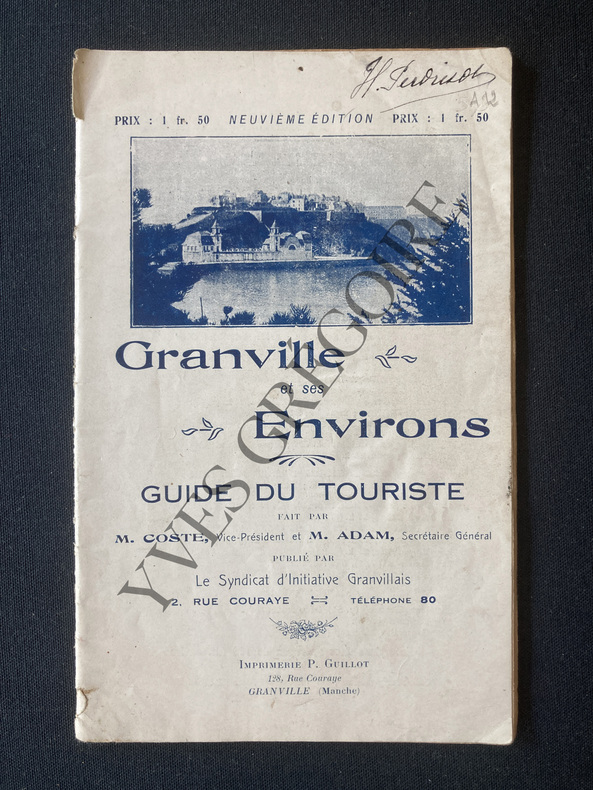 A12
PRIX : 1 fr. 50 NEUVIÈME ÉDITION PRIX : 1 fr. 50
Granville
et ses
Environs
GUIDE DU TOURISTE
FAIT PAR
M. COSTE, Vice-Président et M. ADAM, Secrétaire Général
PUBLIÉ PAR
Le Syndicat d'Initiative Granvillais
2, RUE COURAYE TÉLÉPHONE 80
IMPRIMERIE P. GUILLOT
128, Rue Couraye
GRANVILLE (Manche)
YVES GRÉGOIRE